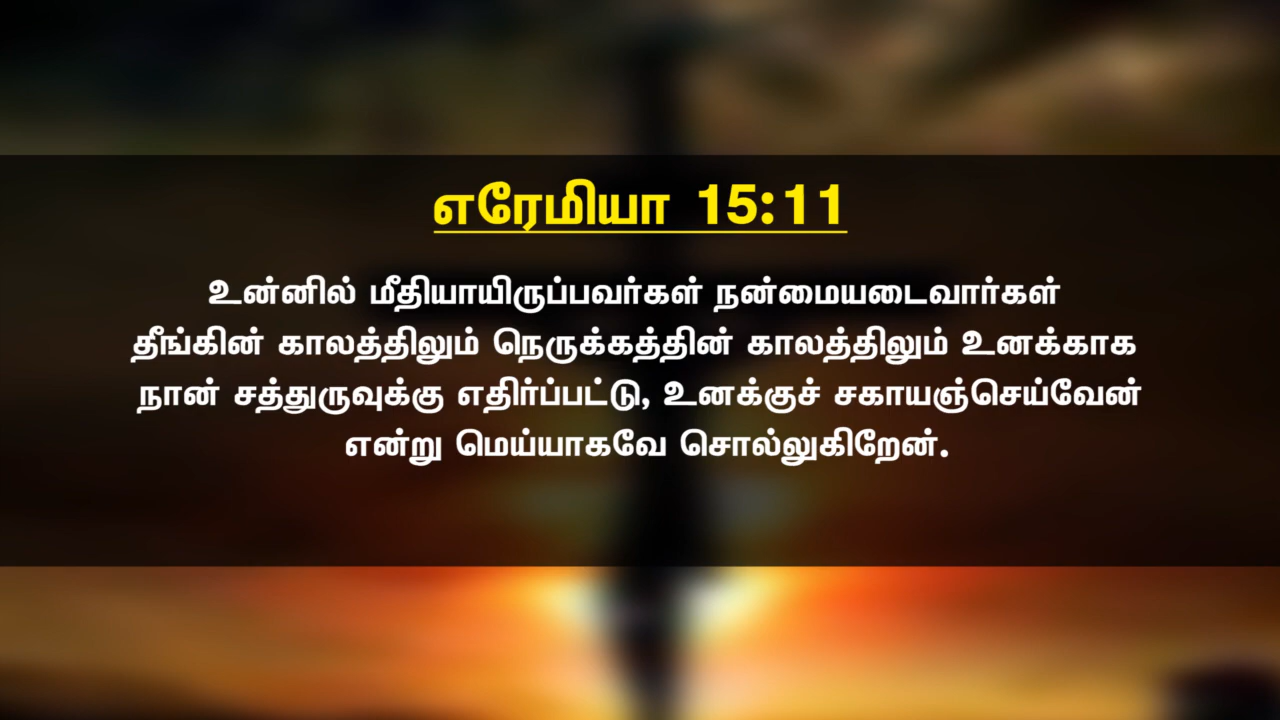 எரேமியா 15:11
உன்னில் மீதியாயிருப்பவர்கள் நன்மையடைவார்கள்
தீங்கின் காலத்திலும் நெருக்கத்தின் காலத்திலும் உனக்காக
நான் சத்துருவுக்கு எதிர்ப்பட்டு, உனக்குச் சகாயஞ்செய்வேன்
என்று மெய்யாகவே சொல்லுகிறேன்.